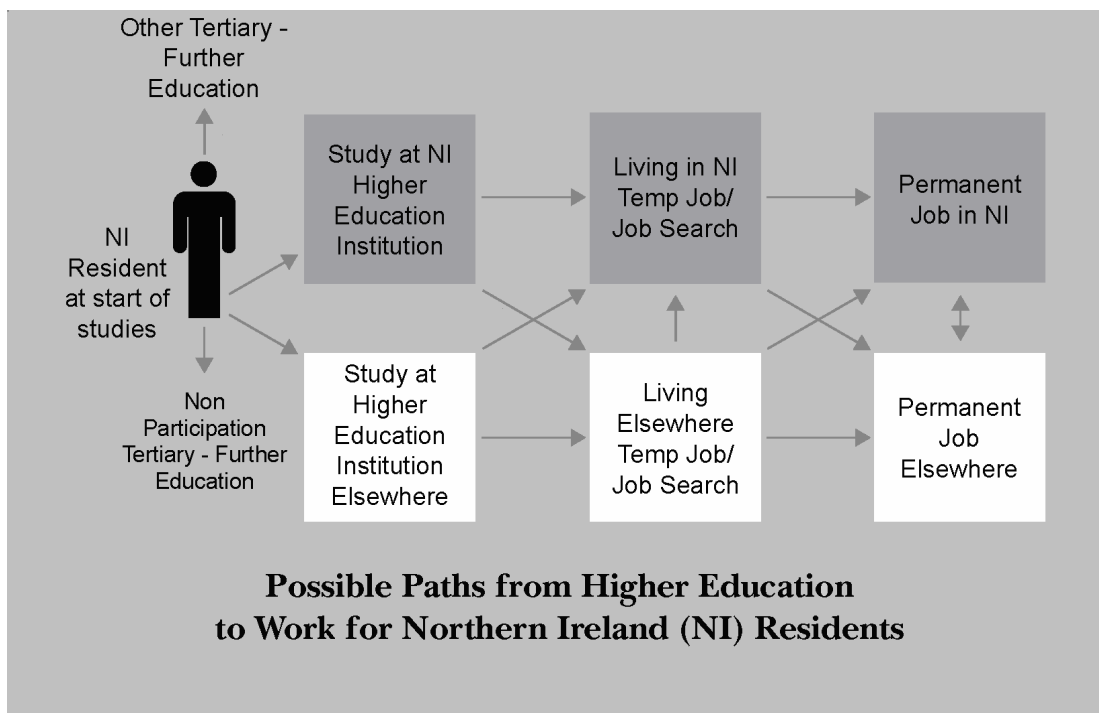 Other Tertiary -
Further
Education
NI
Resident
at start of
studies
Non
Participation
Tertiary - Further
Education
Study at NI
Higher
Education
Institution
Living in NI
Temp Job/
Job Search
Permanent
Job in NI
Study at
Higher
Education
Institution
Elsewhere
Living
Elsewhere
Temp Job/
Job Search
Permanent
Job
Elsewhere
Possible Paths from Higher Education
to Work for Northern Ireland (NI) Residents